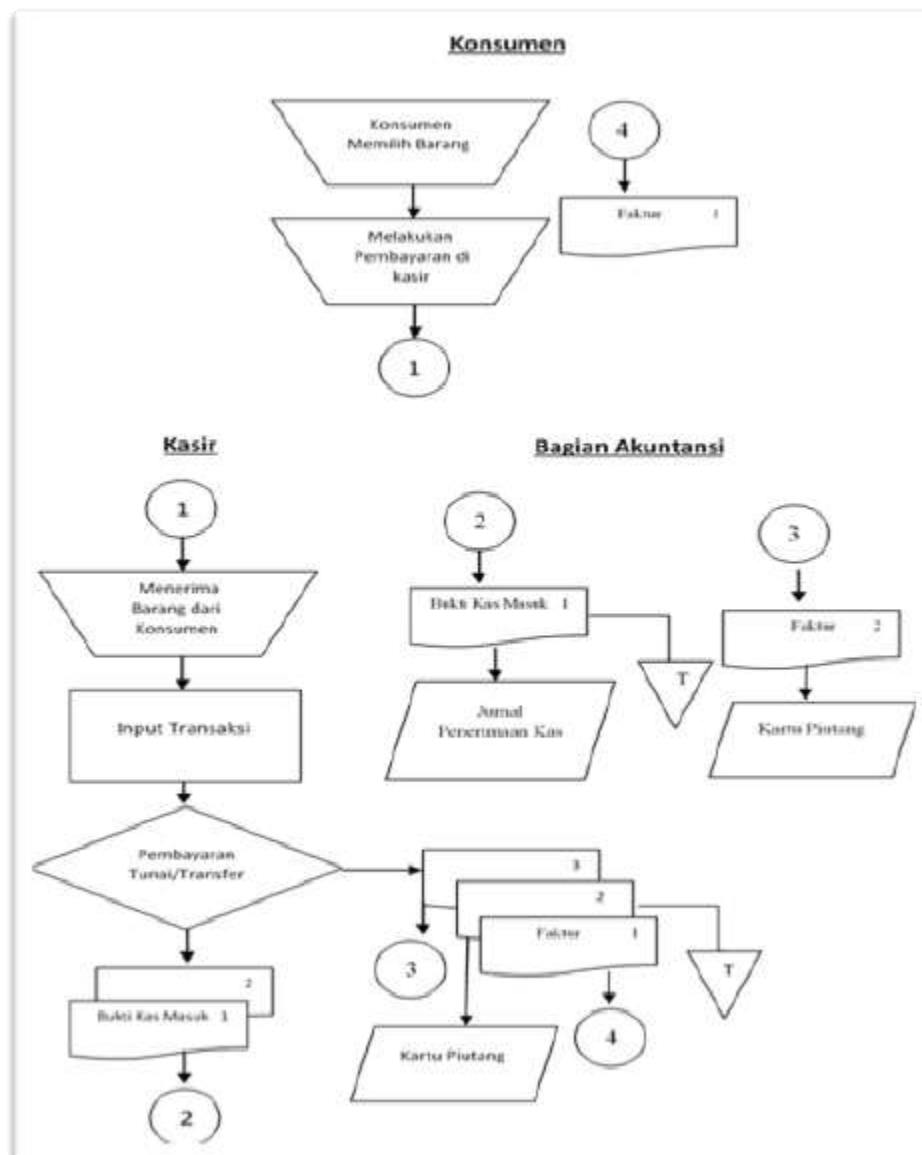 Konsumen
Konsumen
Memilih Barang
4
Faktur 1
Melakukan
Pembayaran di
kasir
1
Kasir
Bagian Akuntansi
1
2
3
Menerima
Barang dari
Konsumen
Bukti Kas Masuk 1
Faktur 2
T
Input Transaksi
Jurnal
Penerimaan Kas
Kartu Piutang
Pembayaran
Tunai/Transfer
3
2
Faktur 1
3
T
2
Bukti Kas Masuk 1
Kartu Piutang
4
2